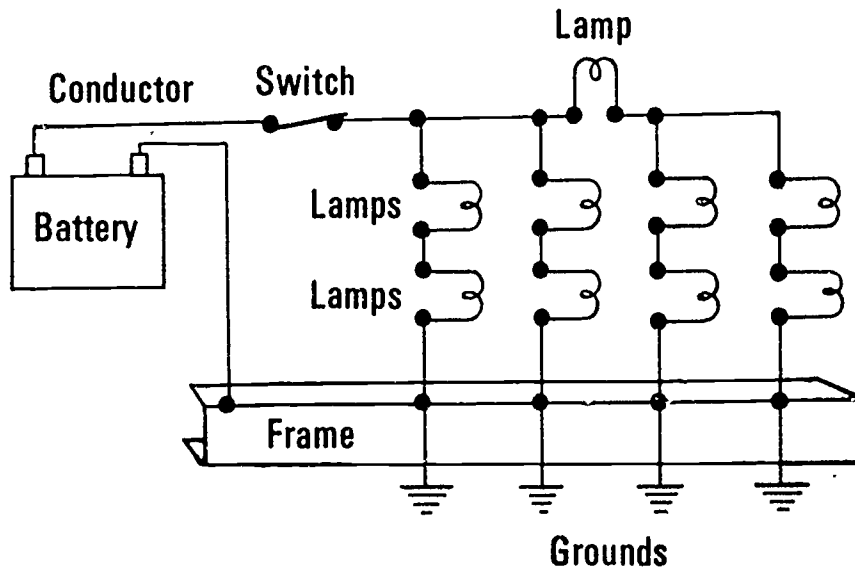 Lamp
Conductor
Switch
Battery
Lamps
Lamps
Frame
Grounds